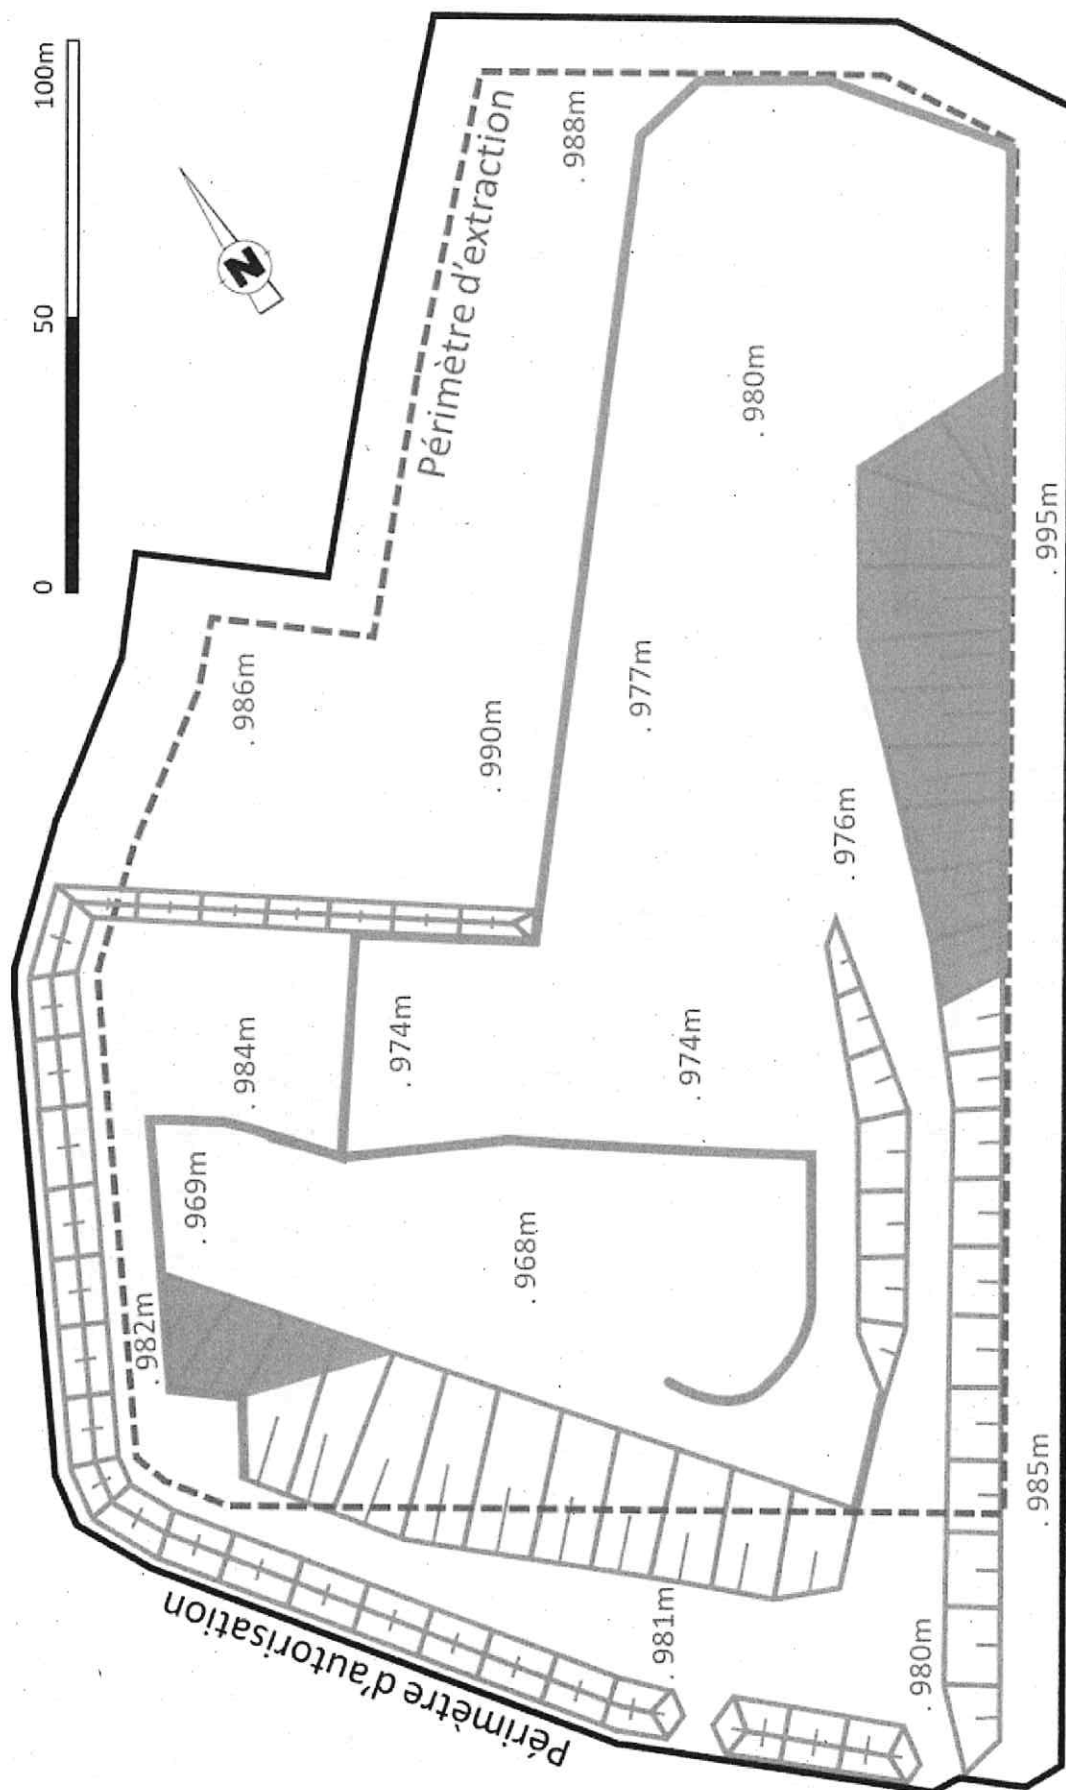 0
50
100m
N
Périmètre d'extraction
.988m
.986m
.990m
.980m
.977m
.995m
.976m
.984m
.974m
.974m
.969m
.968m
.982m
.985m
.981m
.980m
Périmètre d'autorisation